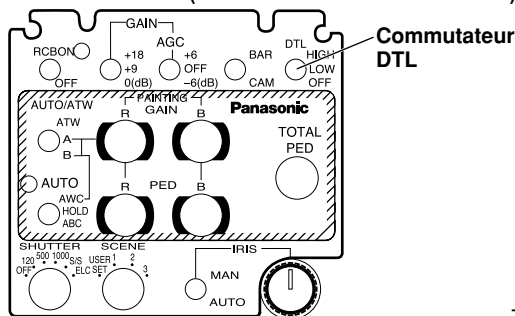 GAIN
RCBON
OFF
+18
+9
0(dB)
AGC
+6
OFF
–6(dB)
BAR
CAM
DTL
HIGH
LOW
OFF
Commutateur
DTL
AUTO/ATW
PAINTING
GAIN
R
B
Panasonic
ATW
A
B
TOTAL
PED
AUTO
R
PED
B
AWC
HOLD
ABC
SHUTTER
OFF
120
500
1000
S/S
ELC
SCENE
USER
SET
1
2
3
IRIS
MAN
AUTO